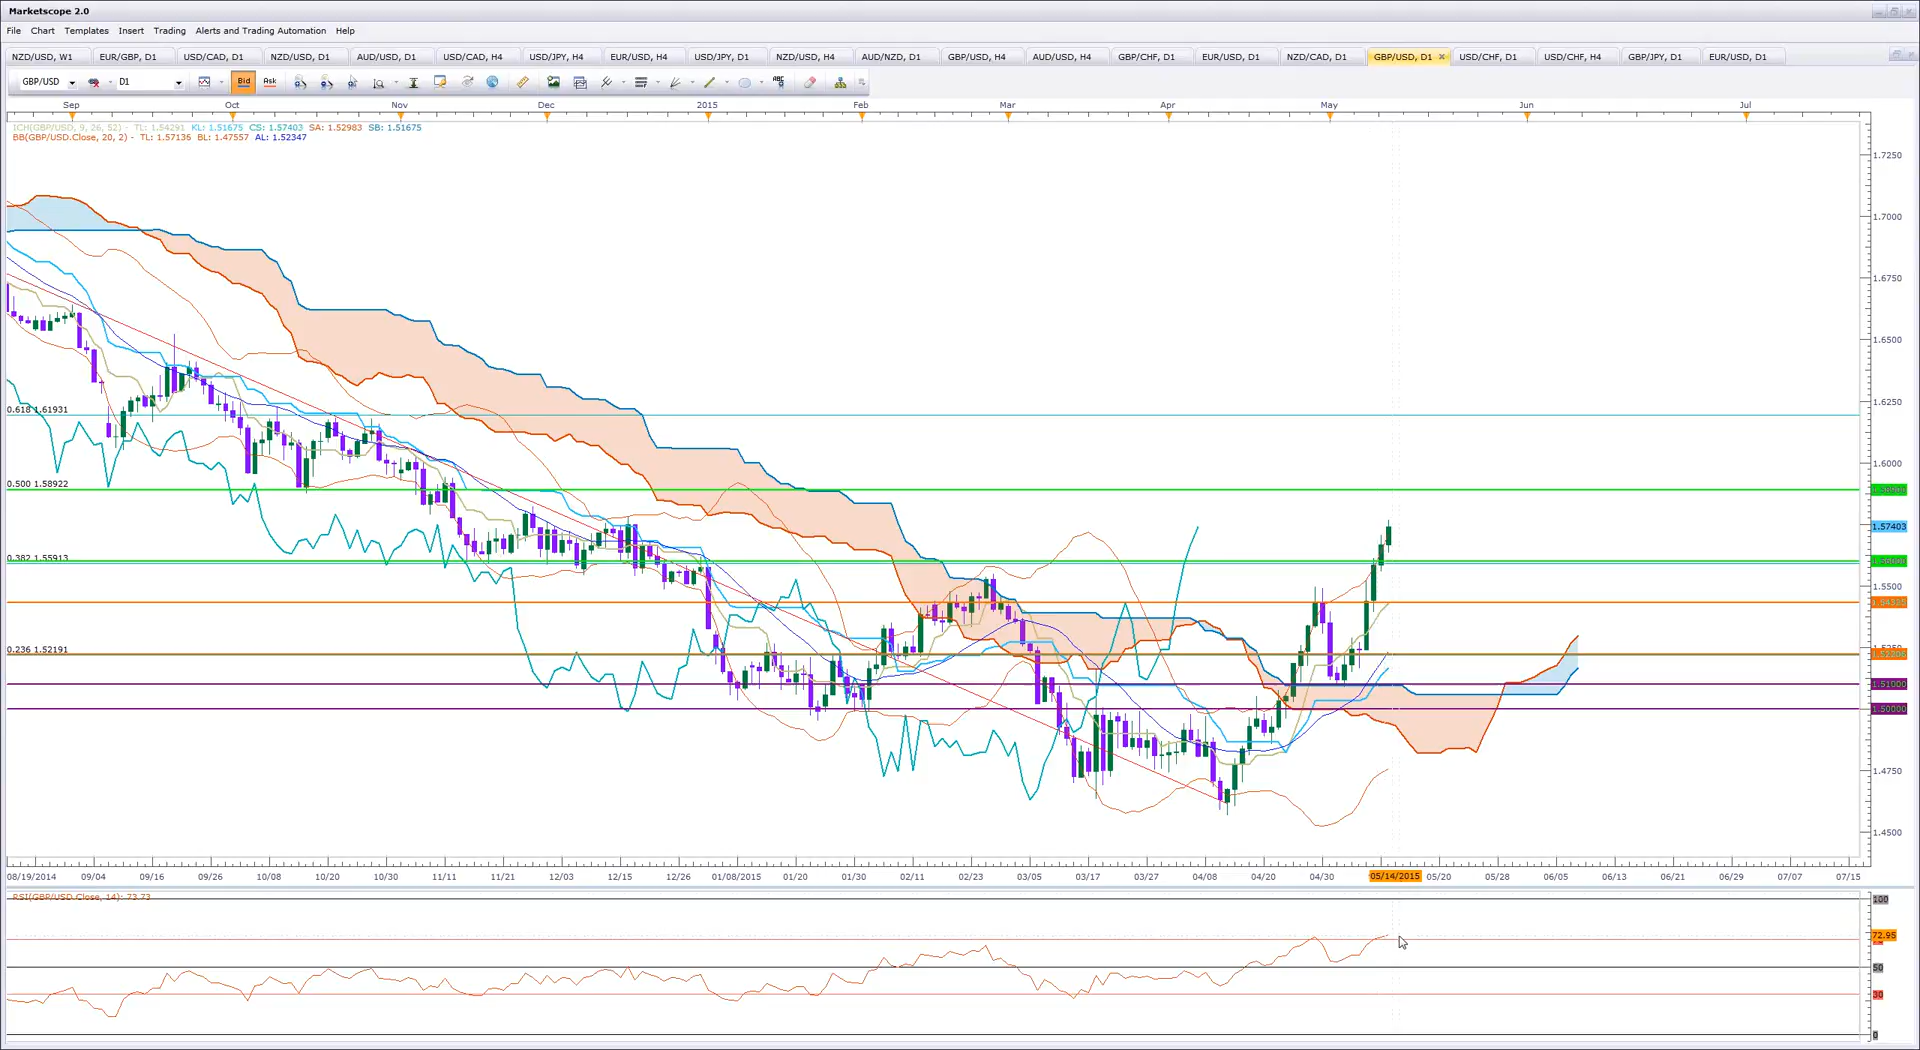 Marketscope 2.0
File Chart Templates Insert Trading Alerts and Trading Automation Help
NZD/USD, W1 EUR/GBP, D1 USD/CAD, D1 NZD/USD, D1 AUD/USD, D1 USD/CAD, H4 USD/JPY, H4 EUR/USD, H4 USD/JPY, D1 NZD/USD, H4 AUD/NZD, D1 GBP/USD, H4 AUD/USD, H4 GBP/CHF, D1 EUR/USD, D1 NZD/CAD, D1 GBP/USD, D1 USD/CHF, D1 USD/CHF, H4 GBP/JPY, D1 EUR/USD, D1
GBP/USD D1 Bid Ask
Sep Oct Nov Dec 2015 Feb Mar Apr May Jun Jul
ICH(GBP/USD, 9, 26, 52) - TL: 1.54291 KL: 1.51675 CS: 1.57403 SA: 1.52983 SB: 1.51675
BB(GBP/USD.Close, 20, 2) - TL: 1.57136 BL: 1.47557 AL: 1.52347
1.7250
1.7000
1.6750
1.6500
1.6250
0.618 1.61931
1.6000
0.500 1.58922
1.57403
0.382 1.55913
1.5500
0.236 1.52191
1.51000
1.50000
1.4750
1.4500
08/19/2014 09/04 09/16 09/26 10/08 10/20 10/30 11/11 11/21 12/03 12/15 12/26 01/08/2015 01/20 01/30 02/11 02/23 03/05 03/17 03/27 04/08 04/20 04/30 05/14/2015 05/20 05/28 06/05 06/13 06/21 06/29 07/07 07/15
RSI(GBP/USD.Close, 14): 73.73
100
72.95
50
30
0